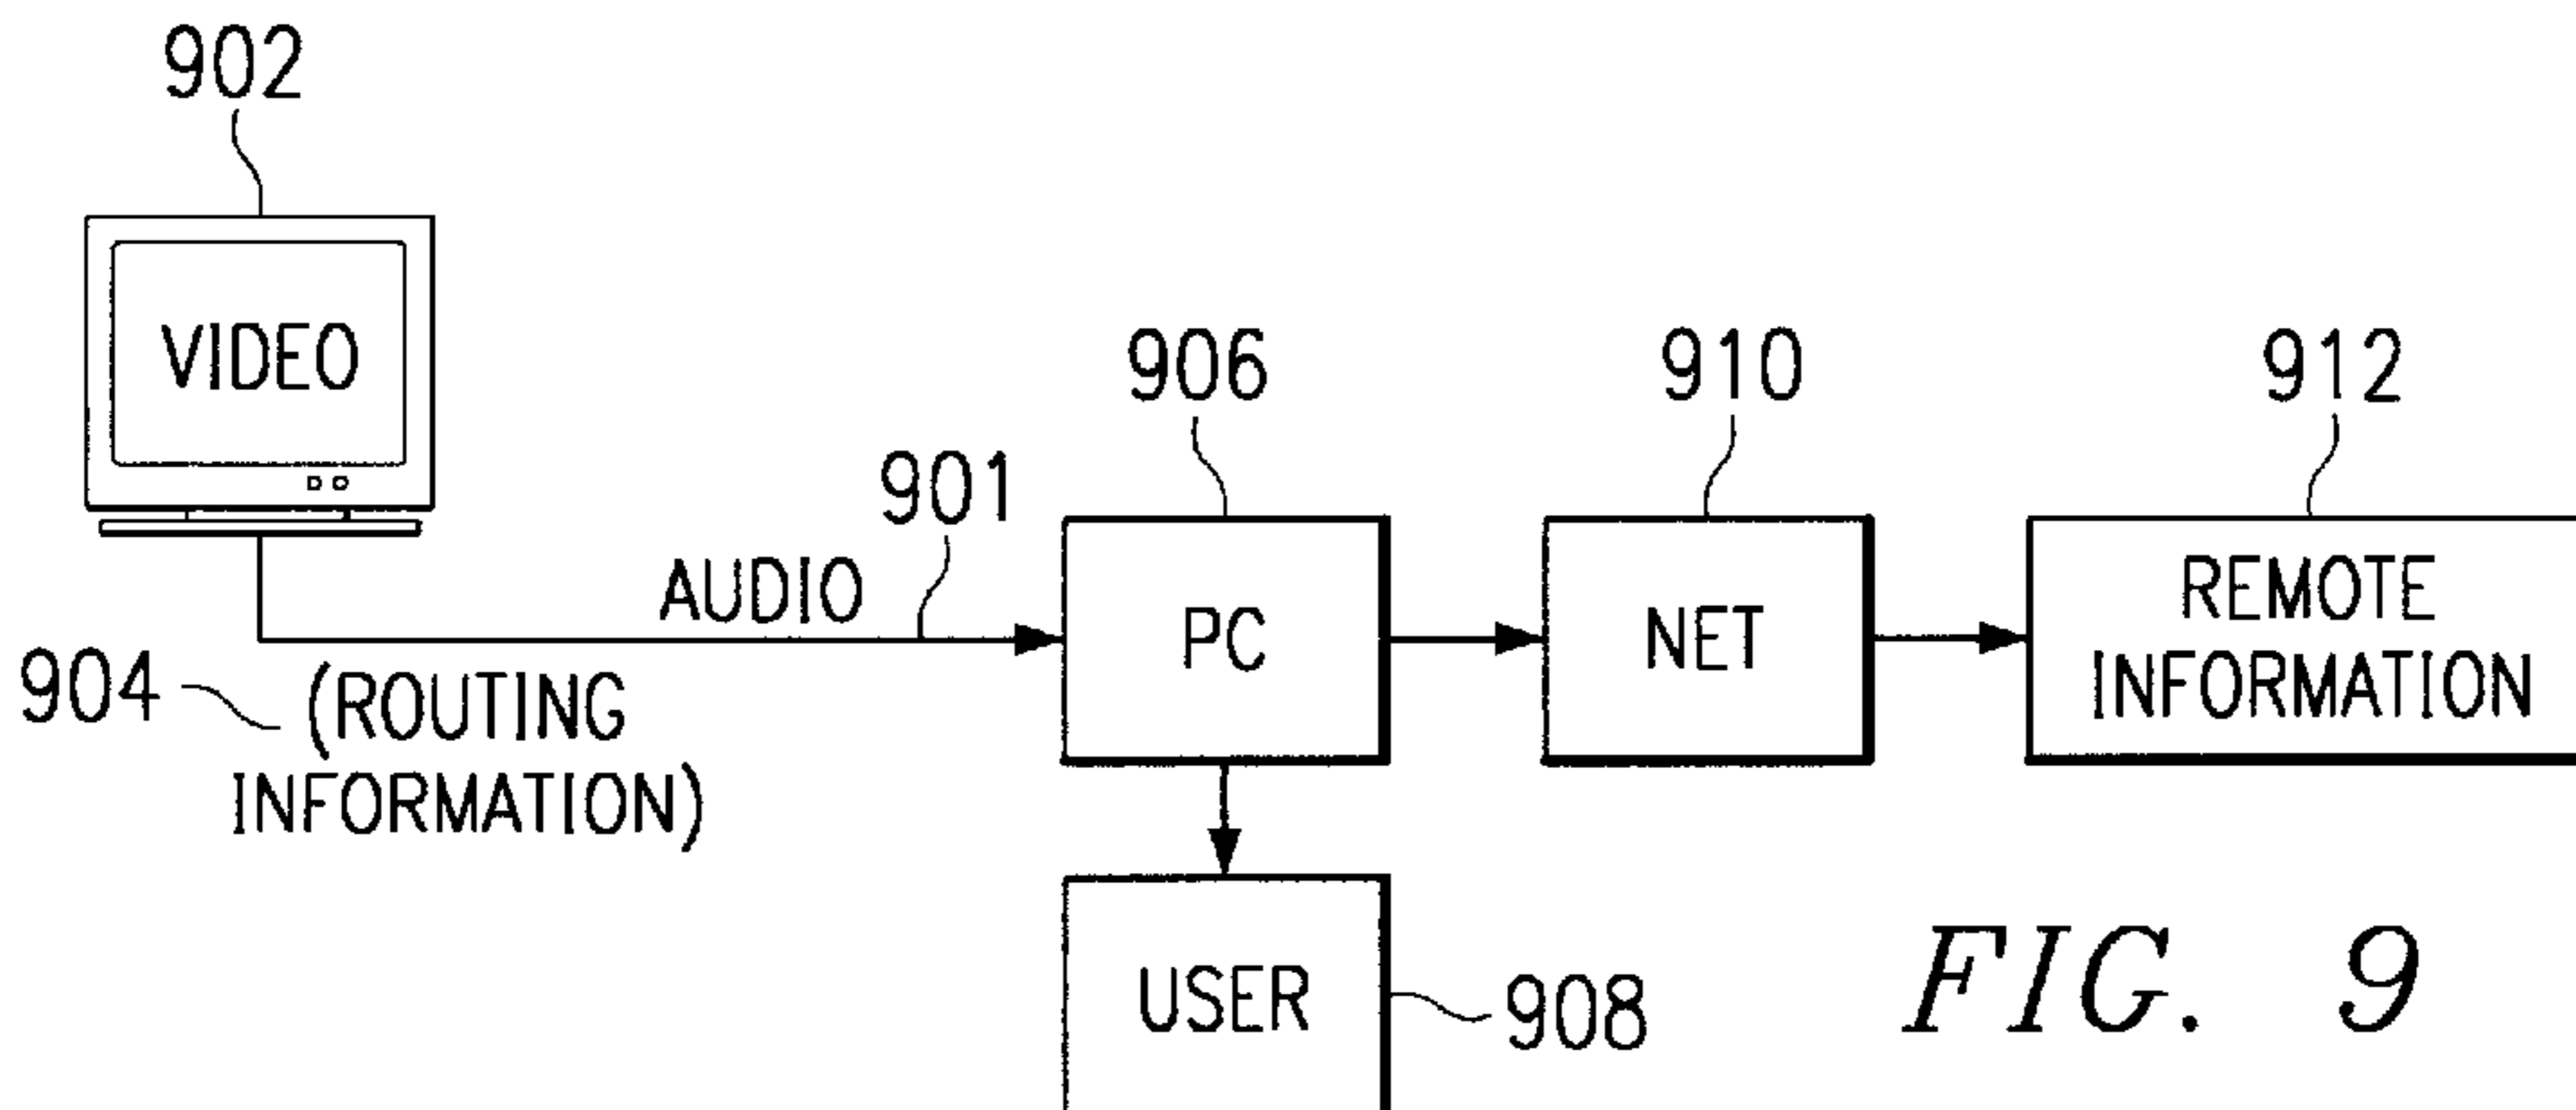 902
VIDEO
906
910
912
901
AUDIO
PC
NET
REMOTE
INFORMATION
904
(ROUTING
INFORMATION)
USER
908
FIG. 9